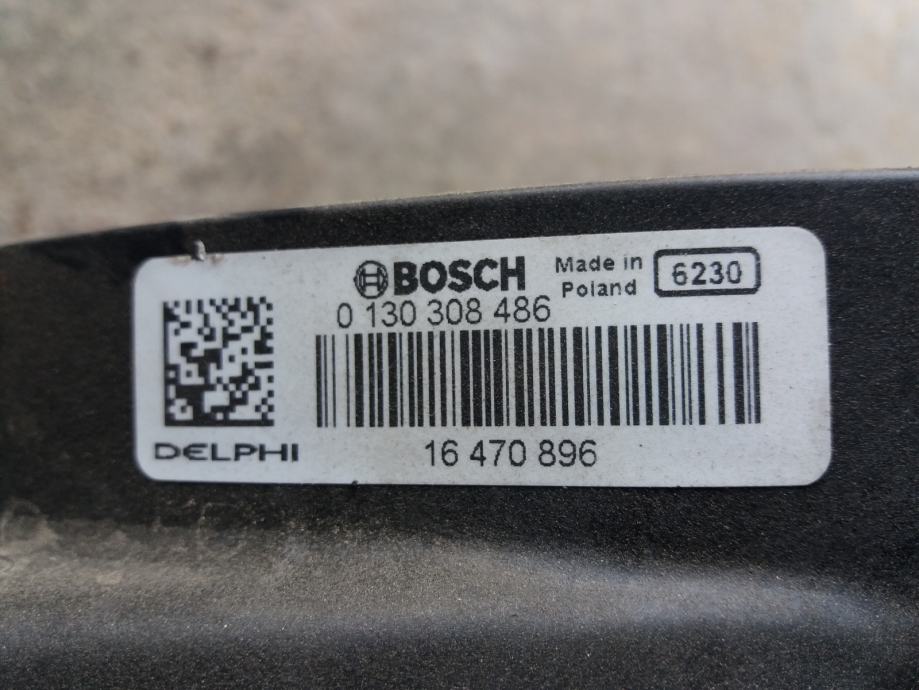 BOSCH
Made in
Poland
6230
0 130 308 486
DELPHI
16 470 896